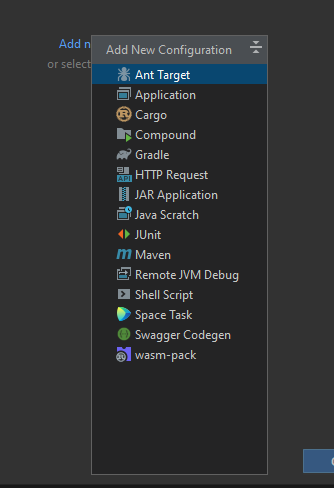 Add n
or select
Add New Configuration
Ant Target
Application
Cargo
Compound
Gradle
HTTP Request
API
JAR Application
Java Scratch
JUnit
Maven
Remote JVM Debug
Shell Script
Space Task
Swagger Codegen
wasm-pack